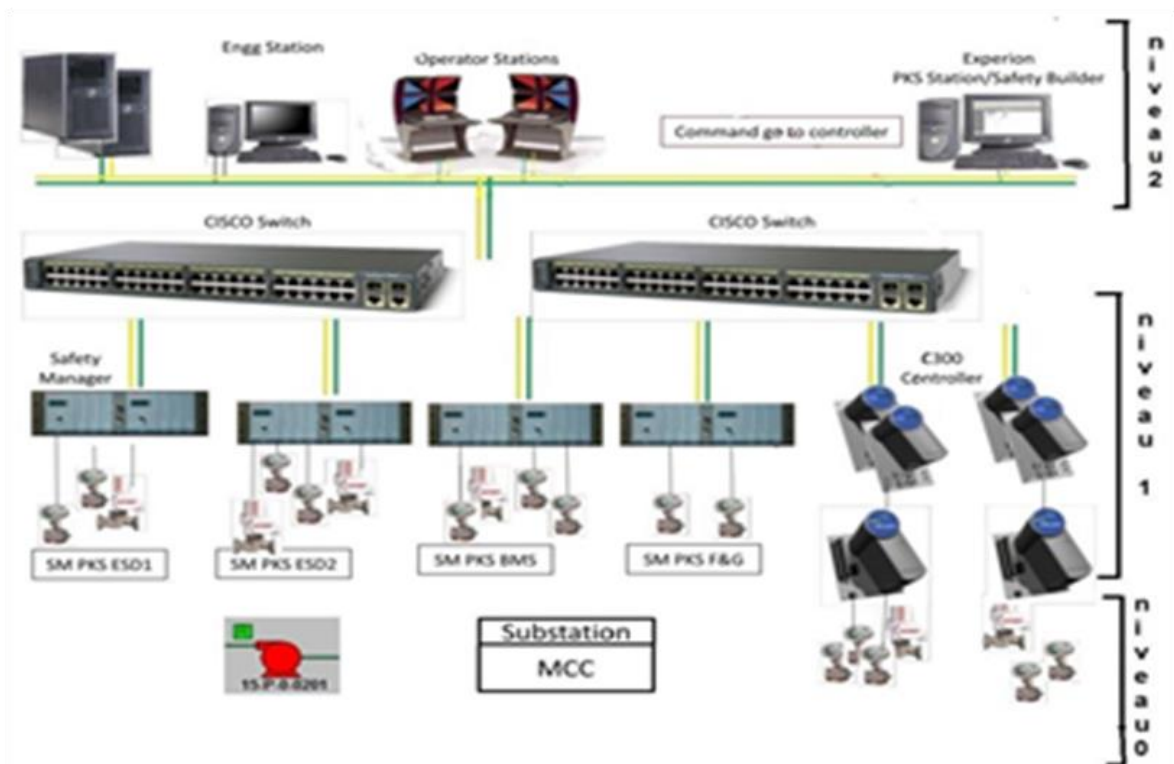 Engg Station
Operator Stations
Experion
PKS Station/Safety Builder
Command go to controller
niveau2
CISCO Switch
CISCO Switch
Safety
Manager
C300
Controller
niveau 1
SM PKS ESD1
SM PKS ESD2
SM PKS BMS
SM PKS F&G
Substation
MCC
niveau0